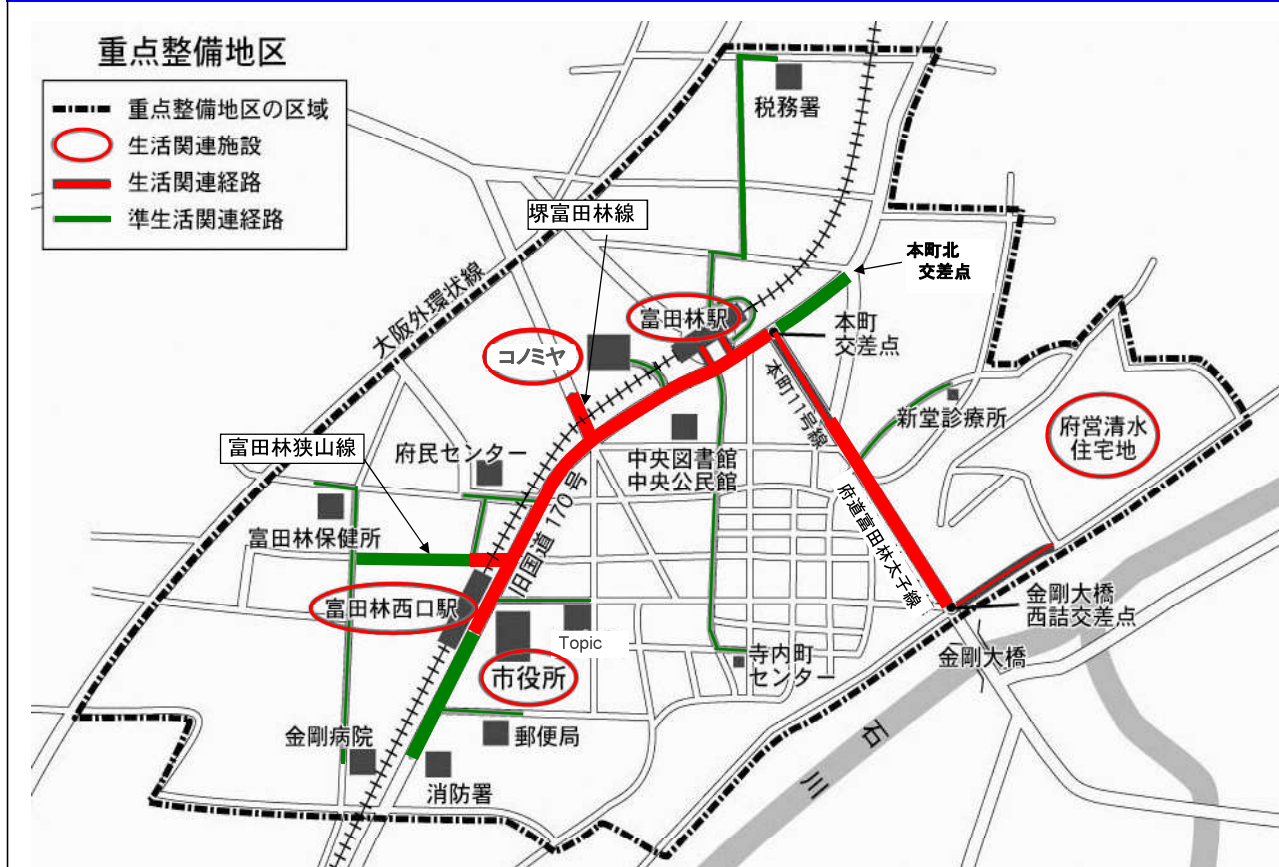 重点整備地区
重点整備地区の区域
生活関連施設
生活関連経路
準生活関連経路
税務署
堺富田林線
本町北
交差点
大阪外環状線
富田林駅
本町
交差点
コノミヤ
本町11号線
新堂診療所
府営清水
住宅地
富田林狭山線
府民センター
中央図書館
中央公民館
旧国道170号
府道富田林太子線
富田林保健所
富田林西口駅
金剛大橋
西詰交差点
Topic
寺内町
センター
金剛大橋
市役所
石川
金剛病院
郵便局
消防署